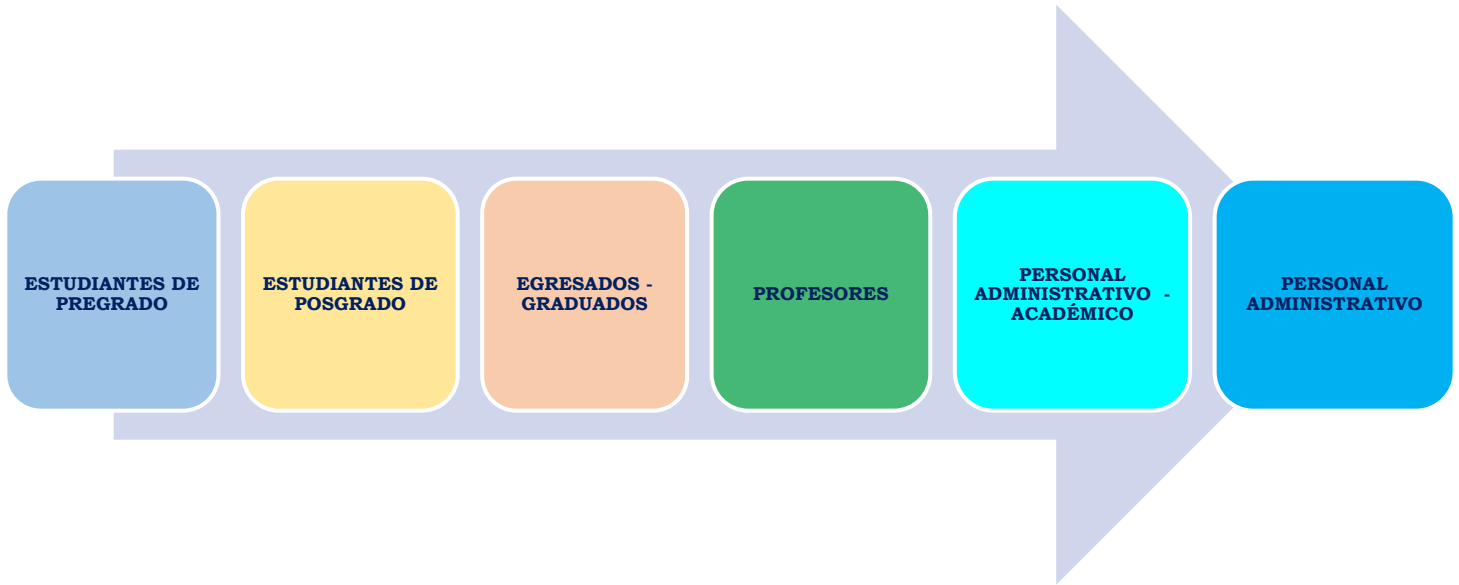 ESTUDIANTES DE
PREGRADO
ESTUDIANTES DE
POSGRADO
EGRESADOS -
GRADUADOS
PROFESORES
PERSONAL
ADMINISTRATIVO -
ACADÉMICO
PERSONAL
ADMINISTRATIVO